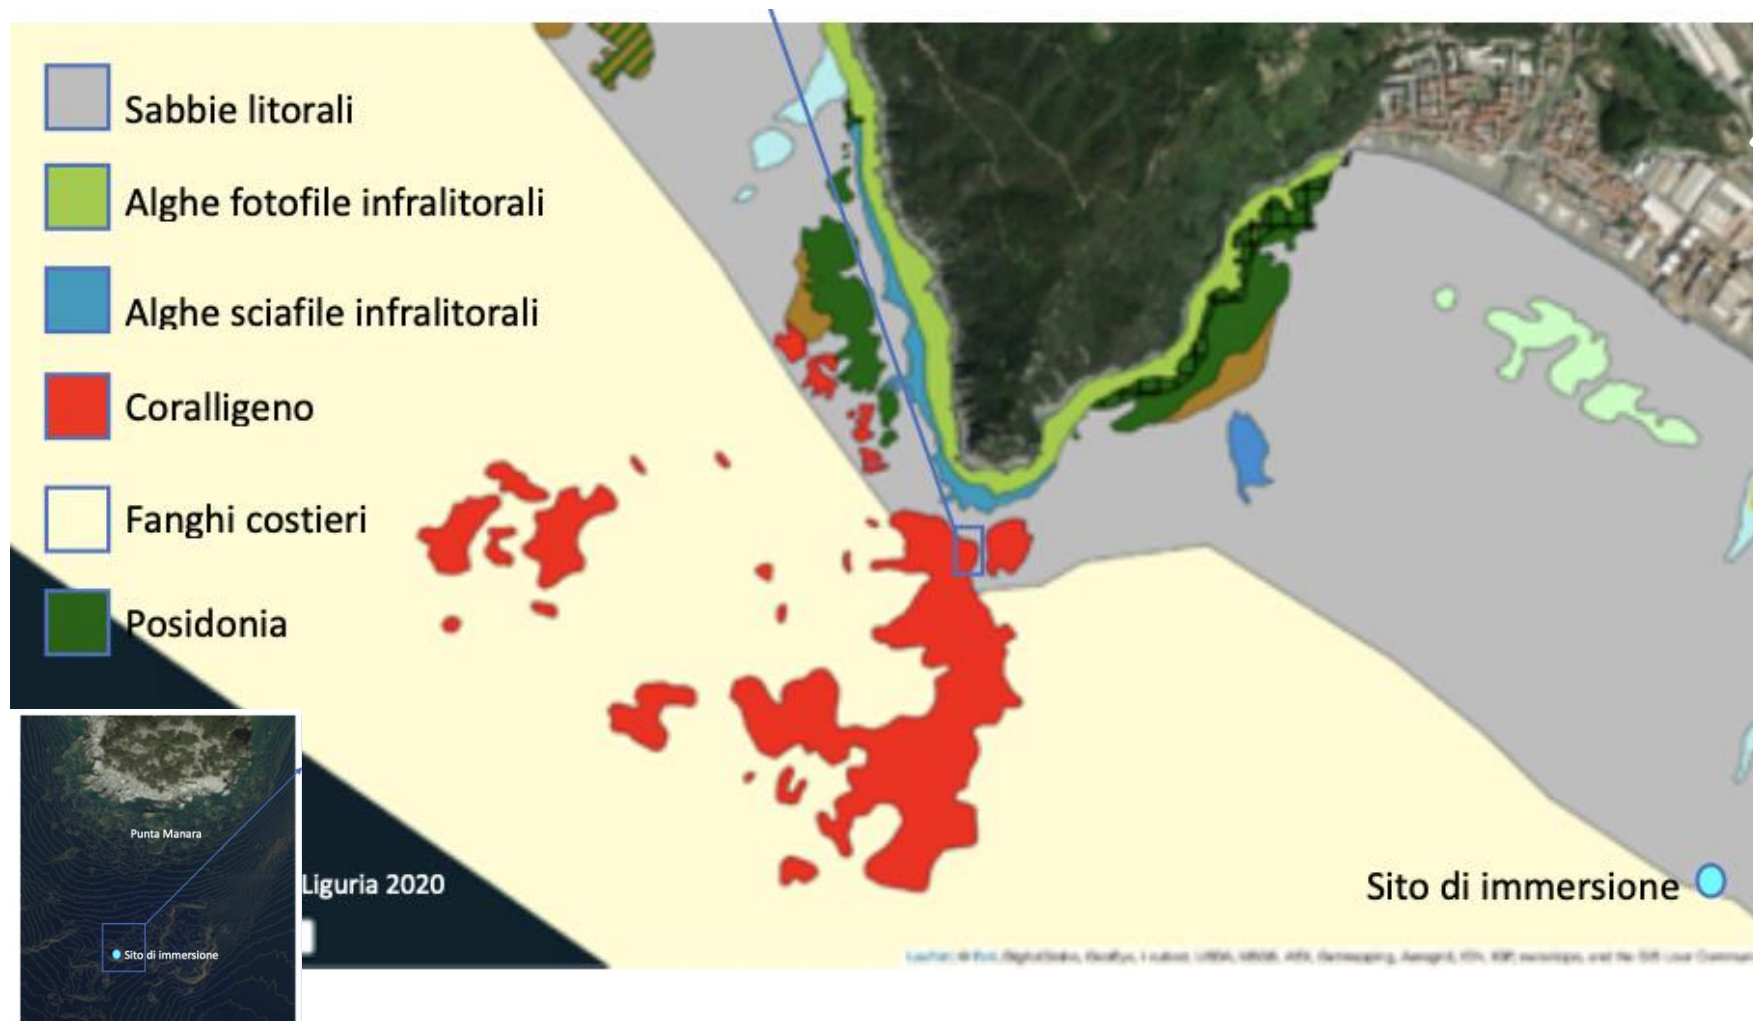 Sabbie litorali
Alghe fotofile infralitorali
Alghe sciafile infralitorali
Coralligeno
Fanghi costieri
Posidonia
Punta Manara
Sito di immersione
Liguria 2020
Sito di immersione